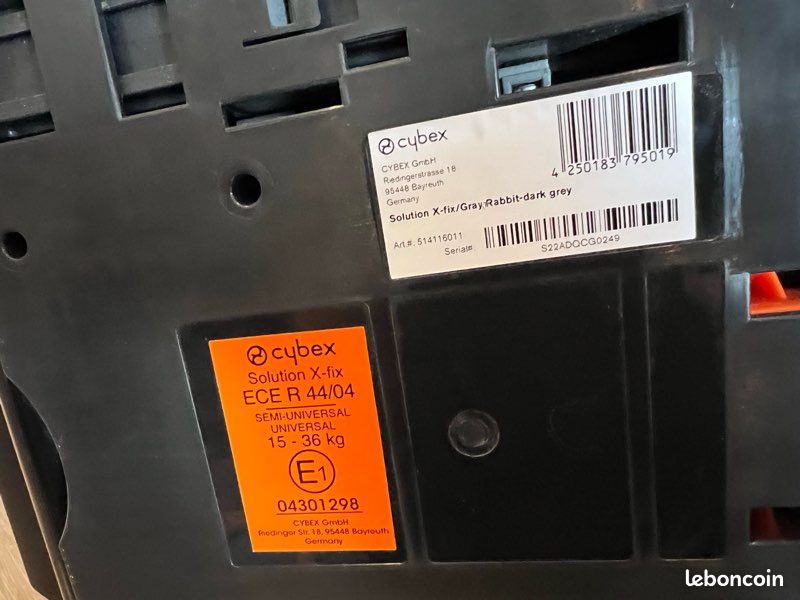 cybex
CYBEX GmbH
Riedingerstrasse 18
95448 Bayreuth
Germany
4 250183 795019
Solution X-fix/Gray Rabbit-dark grey
Art.#. 514116011
Serial#
S22ADQCG0249
cybex
Solution X-fix
ECE R 44/04
SEMI-UNIVERSAL
UNIVERSAL
15 - 36 kg
E1
04301298
CYBEX GmbH
Riedinger Str. 18, 95448 Bayreuth
Germany
leboncoin